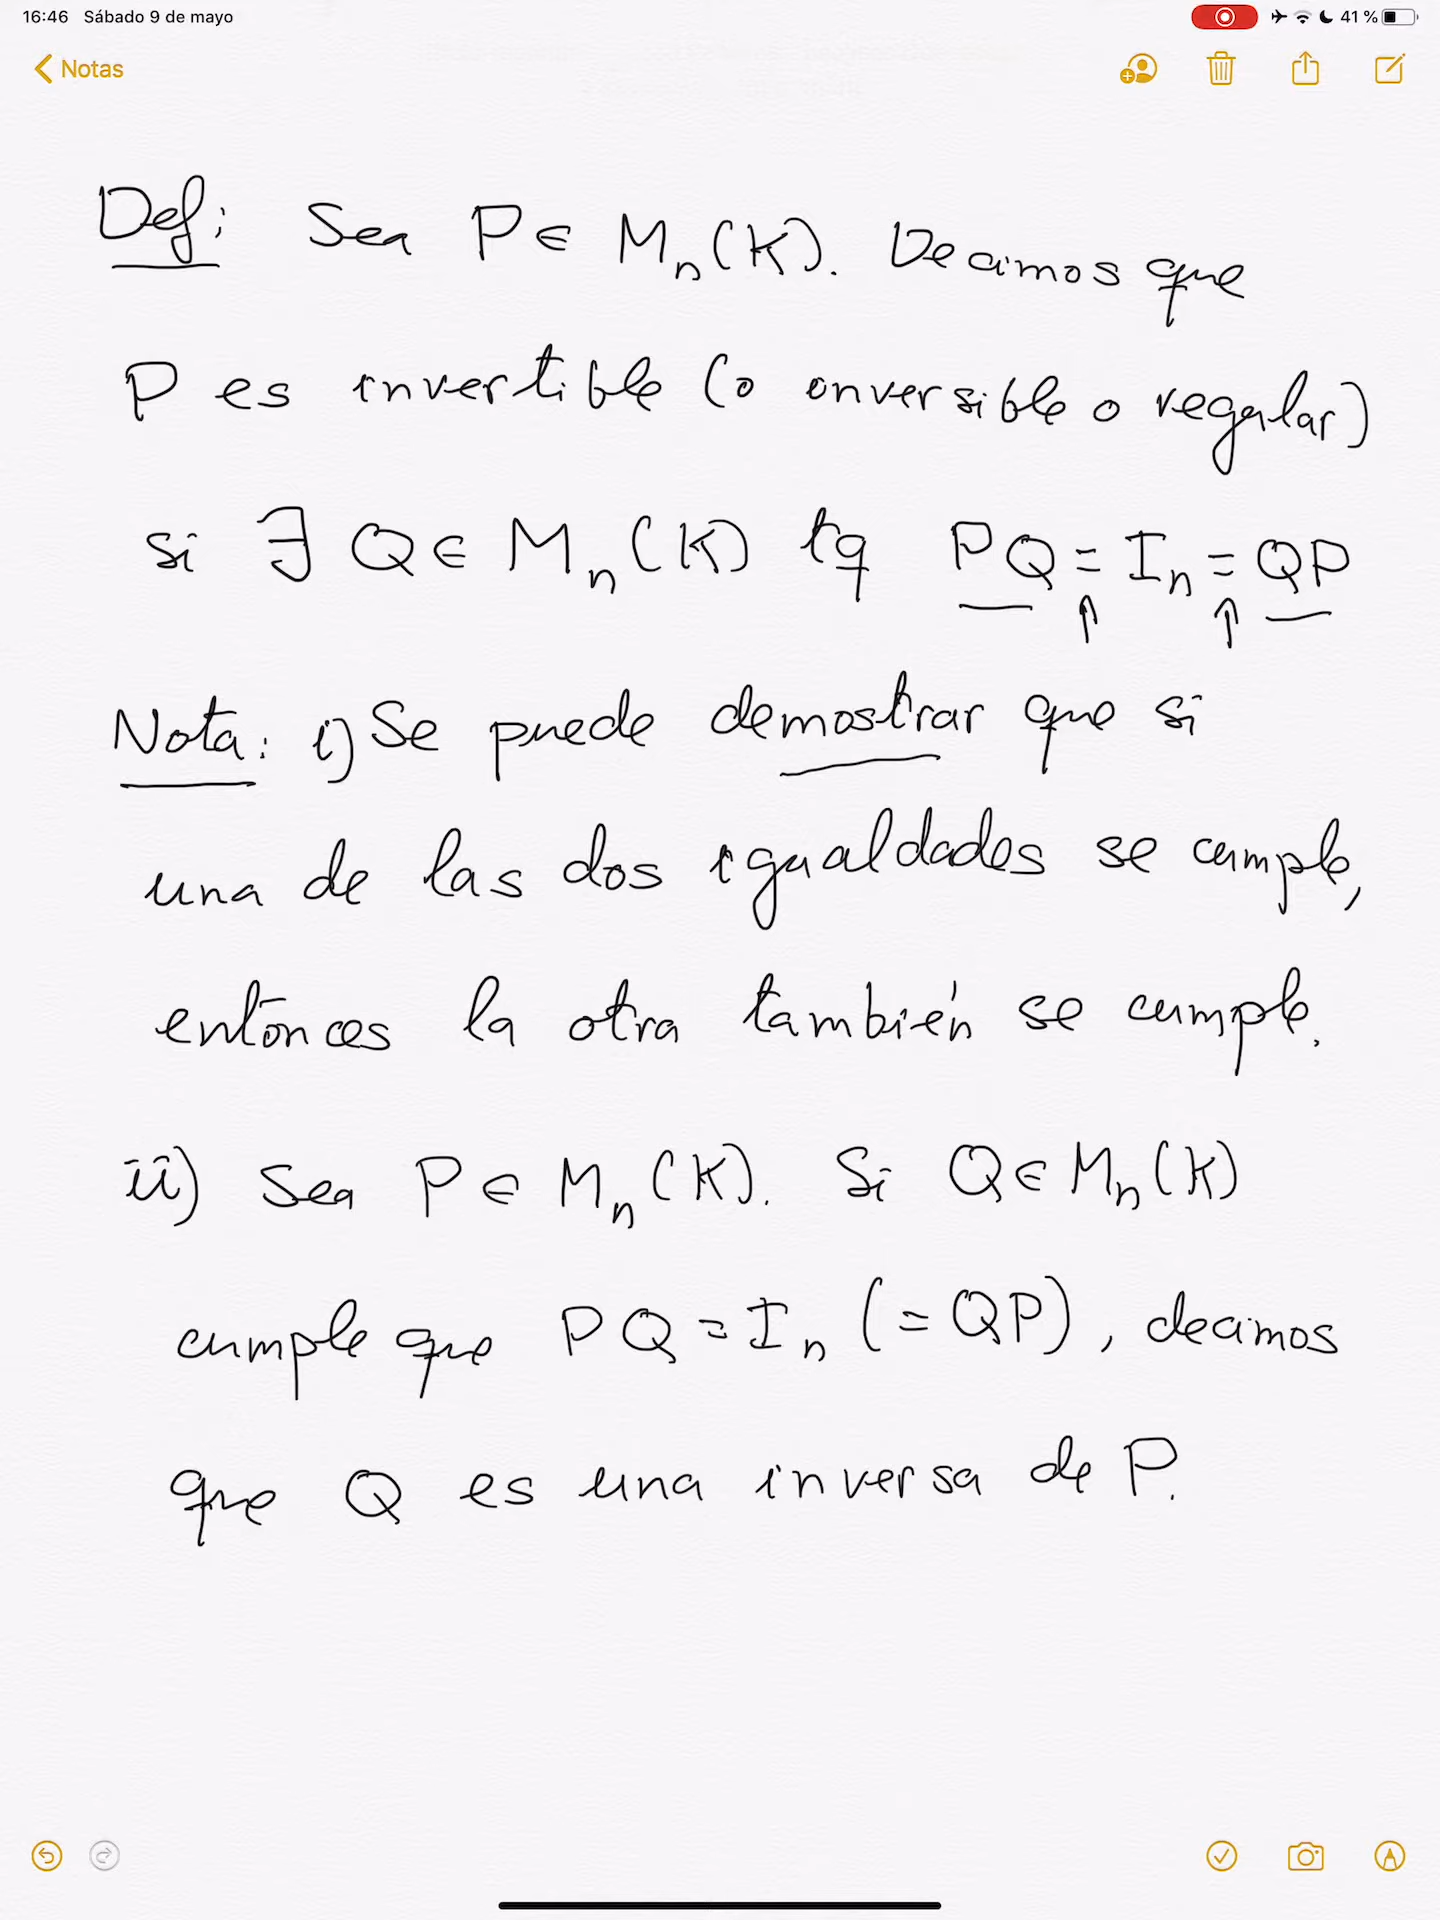 16:46 Sábado 9 de mayo 41 %
Notas
Def: Sea P ∈ Mₙ(K). Decimos que
P es invertible (o inversible o regular)
si ∃ Q ∈ Mₙ(K) tq PQ = Iₙ = QP
↑ ↑
Nota: i) Se puede demostrar que si
una de las dos igualdades se cumple,
entonces la otra también se cumple.
ii) Sea P ∈ Mₙ(K). Si Q ∈ Mₙ(K)
cumple que PQ = Iₙ (= QP), decimos
que Q es una inversa de P.